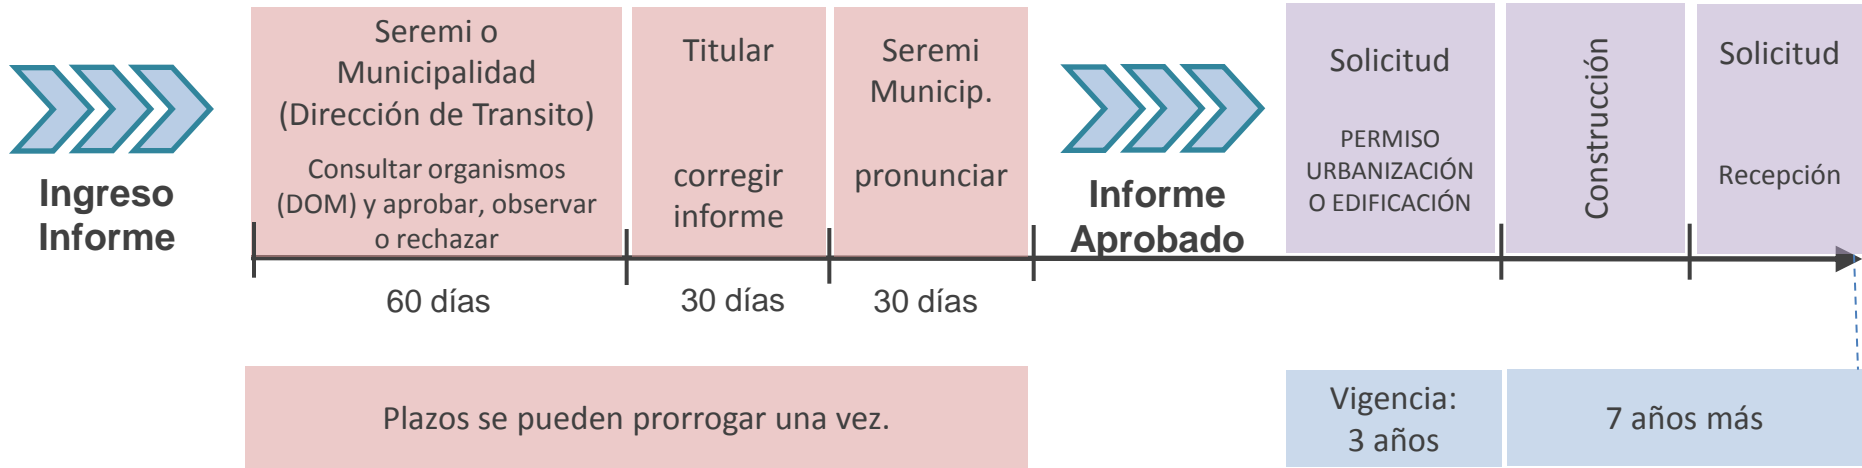 Ingreso
Informe
Seremi o
Municipalidad
(Dirección de Transito)
Consultar organismos
(DOM) y aprobar, observar
o rechazar
Titular
corregir
informe
Seremi
Municip.
pronunciar
Informe
Aprobado
Solicitud
PERMISO
URBANIZACIÓN
O EDIFICACIÓN
Construcción
Solicitud
Recepción
60 días
30 días
30 días
Plazos se pueden prorrogar una vez.
Vigencia:
3 años
7 años más